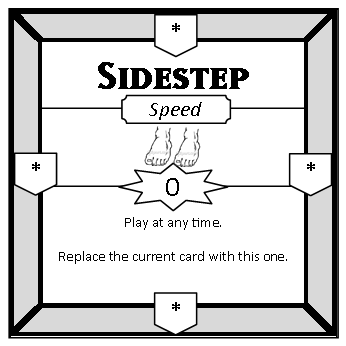 *
SIDESTEP
Speed
* 0 *
Play at any time.
Replace the current card with this one.
*